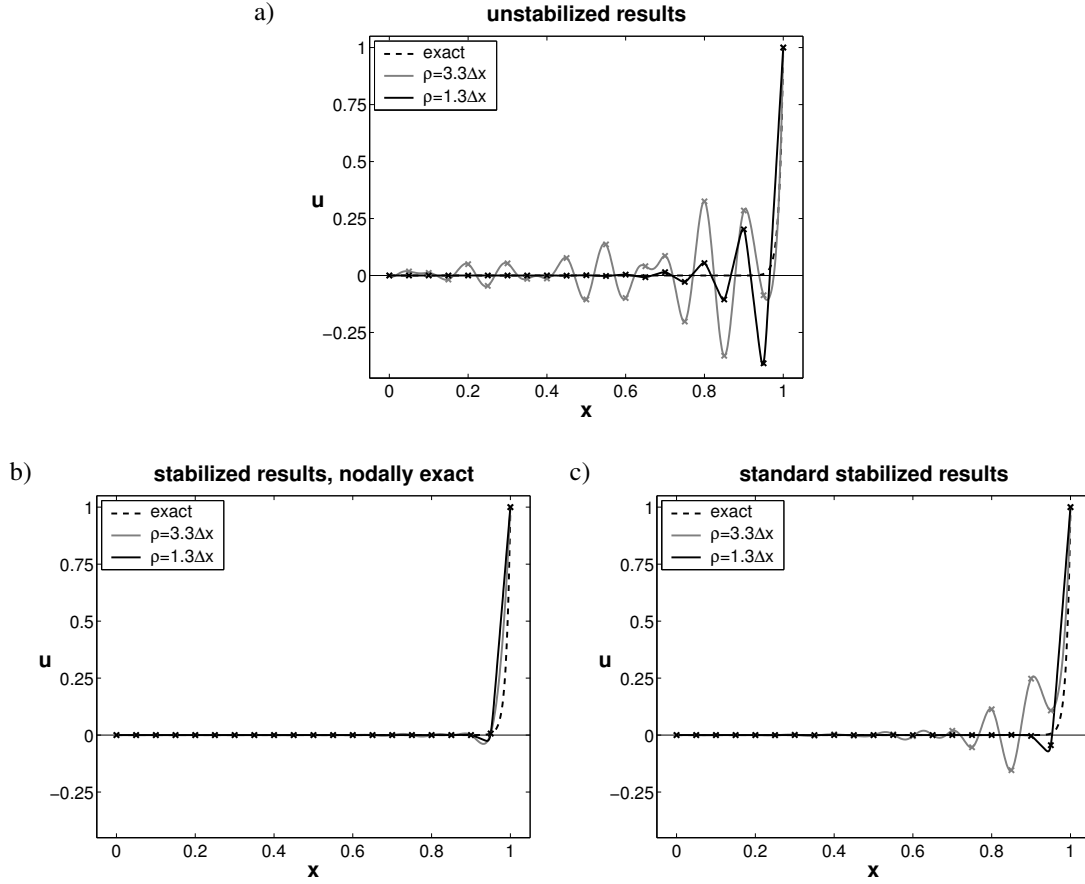 a)
unstabilized results
exact
ρ=3.3Δx
ρ=1.3Δx
1
0.75
0.5
0.25
0
−0.25
u
0
0.2
0.4
0.6
0.8
1
x
b)
stabilized results, nodally exact
exact
ρ=3.3Δx
ρ=1.3Δx
1
0.75
0.5
0.25
0
−0.25
u
0
0.2
0.4
0.6
0.8
1
x
c)
standard stabilized results
exact
ρ=3.3Δx
ρ=1.3Δx
1
0.75
0.5
0.25
0
−0.25
u
0
0.2
0.4
0.6
0.8
1
x